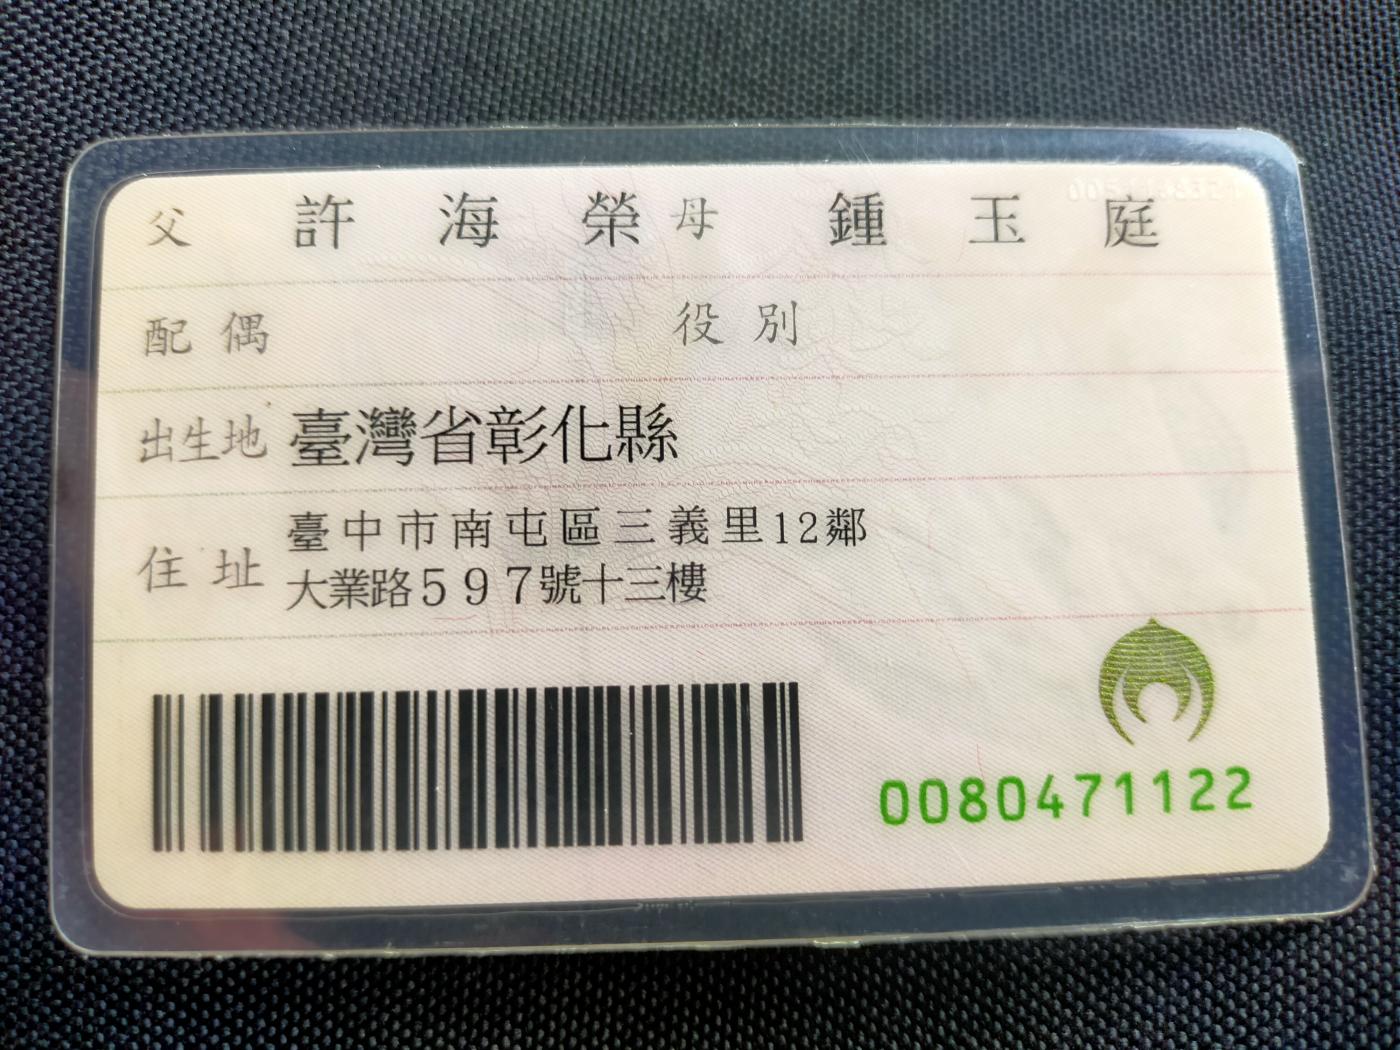 父 許海榮 母 鍾玉庭
配偶 役別
出生地 臺灣省彰化縣
住址 臺中市南屯區三義里12鄰
大業路597號十三樓
0080471122